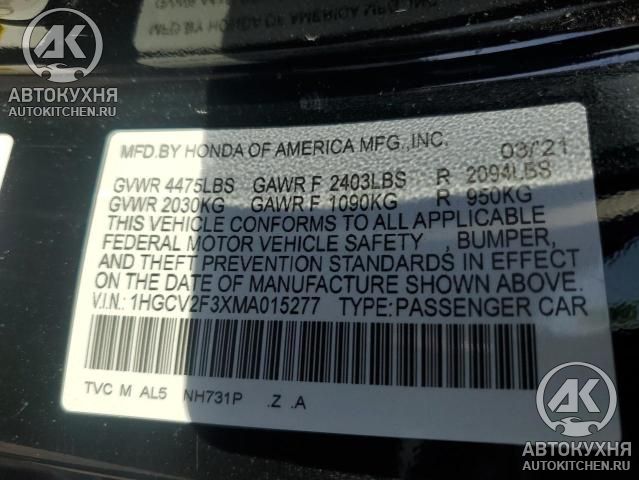 АВТОКУХНЯ
AUTOKITCHEN.RU
MFD.BY HONDA OF AMERICA MFG.,INC. 03/21
GVWR 4475LBS GAWR F 2403LBS R 2094LBS
GVWR 2030KG GAWR F 1090KG R 950KG
THIS VEHICLE CONFORMS TO ALL APPLICABLE
FEDERAL MOTOR VEHICLE SAFETY , BUMPER,
AND THEFT PREVENTION STANDARDS IN EFFECT
ON THE DATE OF MANUFACTURE SHOWN ABOVE.
V.I.N.: 1HGCV2F3XMA015277 TYPE:PASSENGER CAR
TVC M AL5 NH731P .Z .A
АВТОКУХНЯ
AUTOKITCHEN.RU